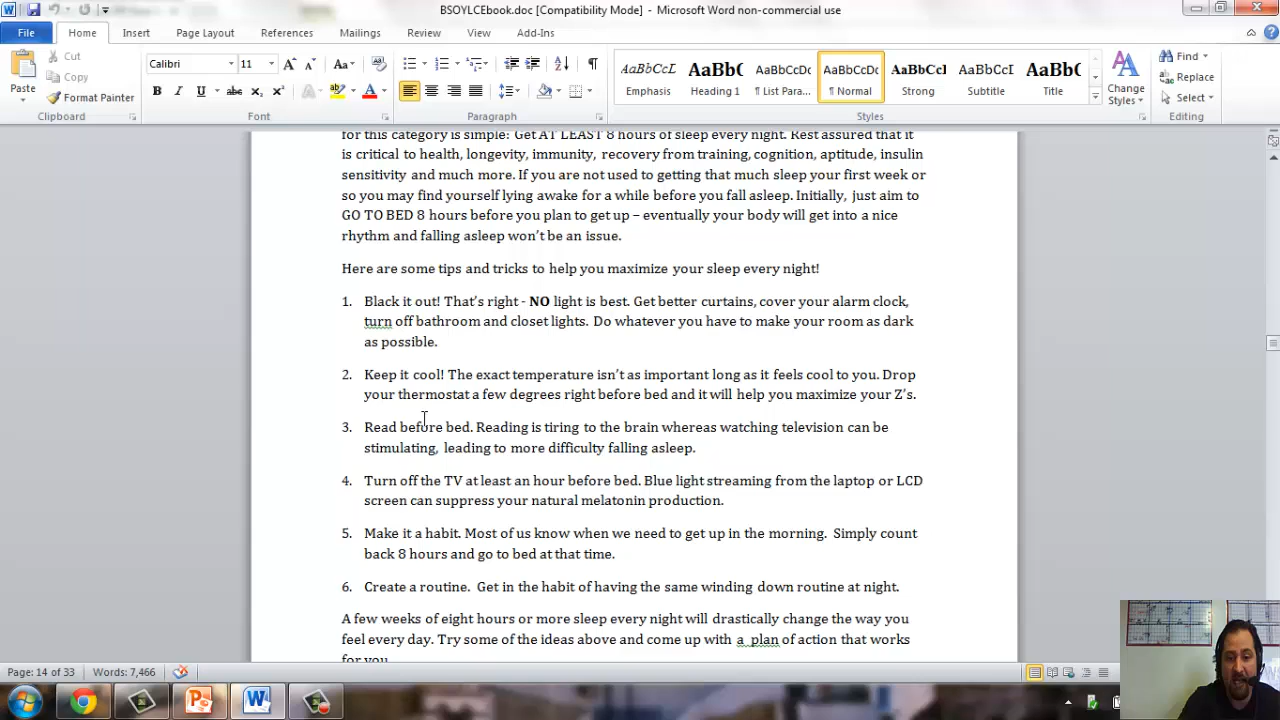 BSOYLCEbook.doc [Compatibility Mode] - Microsoft Word non-commercial use
File Home Insert Page Layout References Mailings Review View Add-Ins
Paste
Cut
Copy
Format Painter
Clipboard
Calibri 11
Font
Paragraph
AaBbCcL AaBb( AaBbCcDc AaBbCcDc AaBbCcI AaBbCcDc AaBb(
Emphasis Heading 1 ¶ List Para... ¶ Normal Strong Subtitle Title
Change
Styles
Styles
Find
Replace
Select
Editing
for this category is simple: Get AT LEAST 8 hours of sleep every night. Rest assured that it
is critical to health, longevity, immunity, recovery from training, cognition, aptitude, insulin
sensitivity and much more. If you are not used to getting that much sleep your first week or
so you may find yourself lying awake for a while before you fall asleep. Initially, just aim to
GO TO BED 8 hours before you plan to get up – eventually your body will get into a nice
rhythm and falling asleep won't be an issue.
Here are some tips and tricks to help you maximize your sleep every night!
1. Black it out! That's right - NO light is best. Get better curtains, cover your alarm clock,
turn off bathroom and closet lights. Do whatever you have to make your room as dark
as possible.
2. Keep it cool! The exact temperature isn't as important long as it feels cool to you. Drop
your thermostat a few degrees right before bed and it will help you maximize your Z's.
3. Read before bed. Reading is tiring to the brain whereas watching television can be
stimulating, leading to more difficulty falling asleep.
4. Turn off the TV at least an hour before bed. Blue light streaming from the laptop or LCD
screen can suppress your natural melatonin production.
5. Make it a habit. Most of us know when we need to get up in the morning. Simply count
back 8 hours and go to bed at that time.
6. Create a routine. Get in the habit of having the same winding down routine at night.
A few weeks of eight hours or more sleep every night will drastically change the way you
feel every day. Try some of the ideas above and come up with a plan of action that works
for you
Page: 14 of 33 Words: 7,466